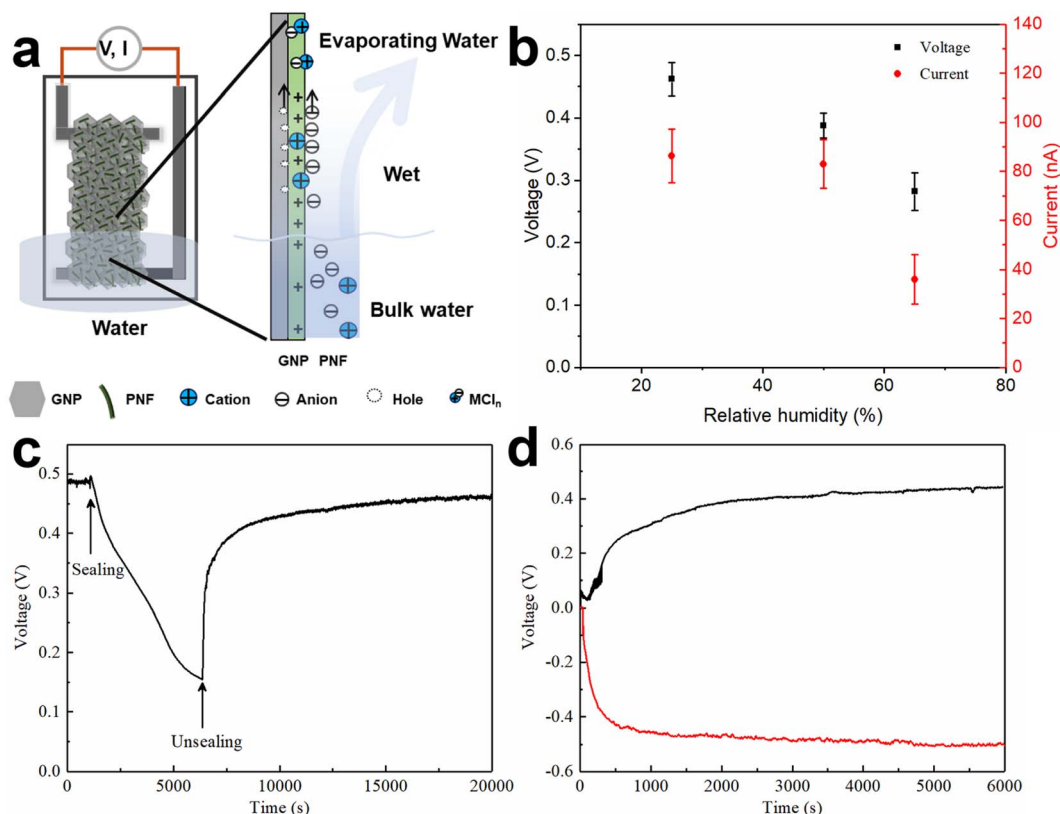 a
V, I
Water
Evaporating Water
Wet
Bulk water
GNP PNF
GNP PNF Cation Anion Hole MClₙ
b
Voltage
Current
Voltage (V)
0.5
0.4
0.3
0.2
0.1
0.0
Current (nA)
140
120
100
80
60
40
20
0
20 40 60 80
Relative humidity (%)
c
Voltage (V)
0.5
0.4
0.3
0.2
0.1
0.0
Sealing
Unsealing
0 5000 10000 15000 20000
Time (s)
d
Voltage (V)
0.6
0.4
0.2
0.0
-0.2
-0.4
-0.6
0 1000 2000 3000 4000 5000 6000
Time (s)